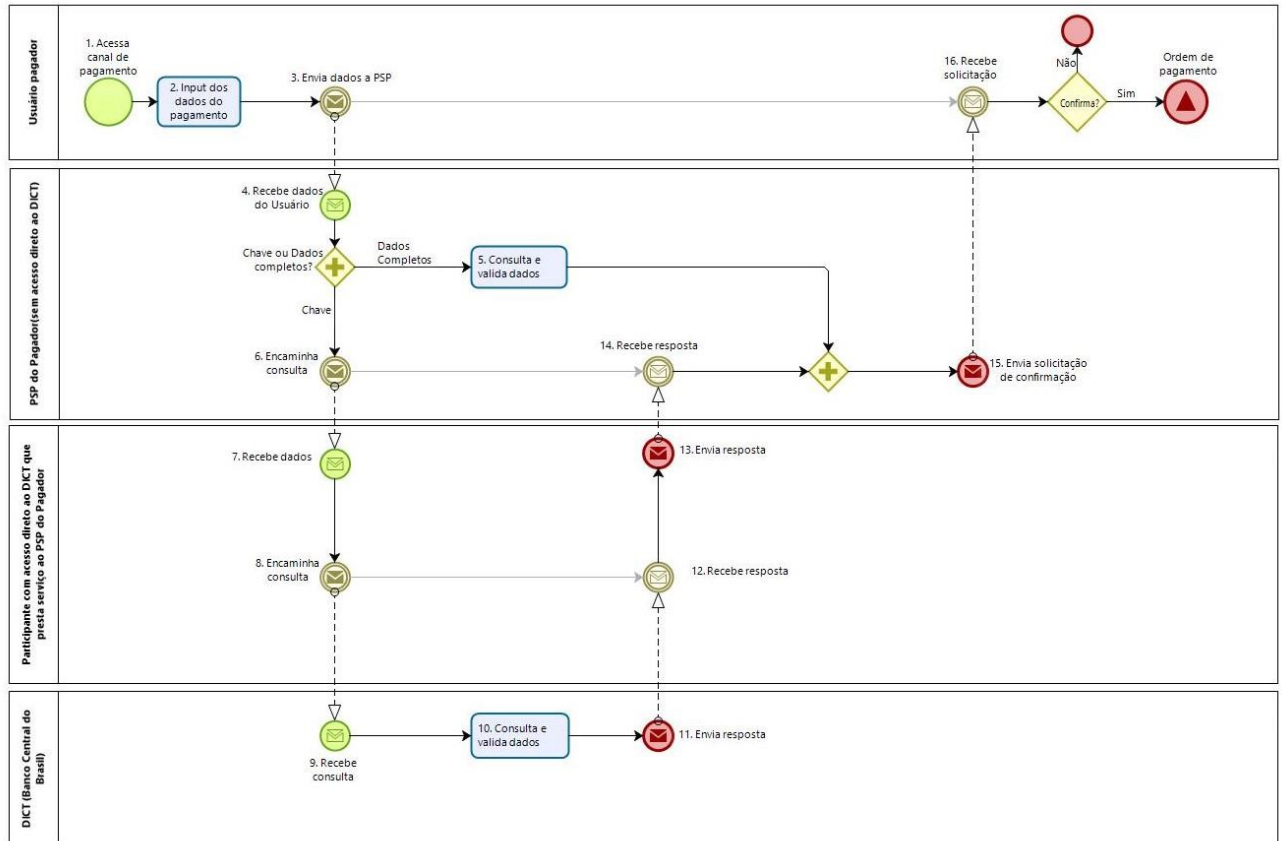 Usuário pagador
1. Acessa
canal de
pagamento
2. Input dos
dados do
pagamento
3. Envia dados a PSP
16. Recebe
solicitação
Confirma?
Não
Sim
Ordem de
pagamento
PSP do Pagador(sem acesso direto ao DICT)
4. Recebe dados
do Usuário
Chave ou Dados
completos?
Dados
Completos
5. Consulta e
valida dados
Chave
6. Encaminha
consulta
14. Recebe resposta
15. Envia solicitação
de confirmação
Participante com acesso direto ao DICT que
presta serviço ao PSP do Pagador
7. Recebe dados
13. Envia resposta
8. Encaminha
consulta
12. Recebe resposta
DICT (Banco Central do
Brasil)
9. Recebe
consulta
10. Consulta e
valida dados
11. Envia resposta